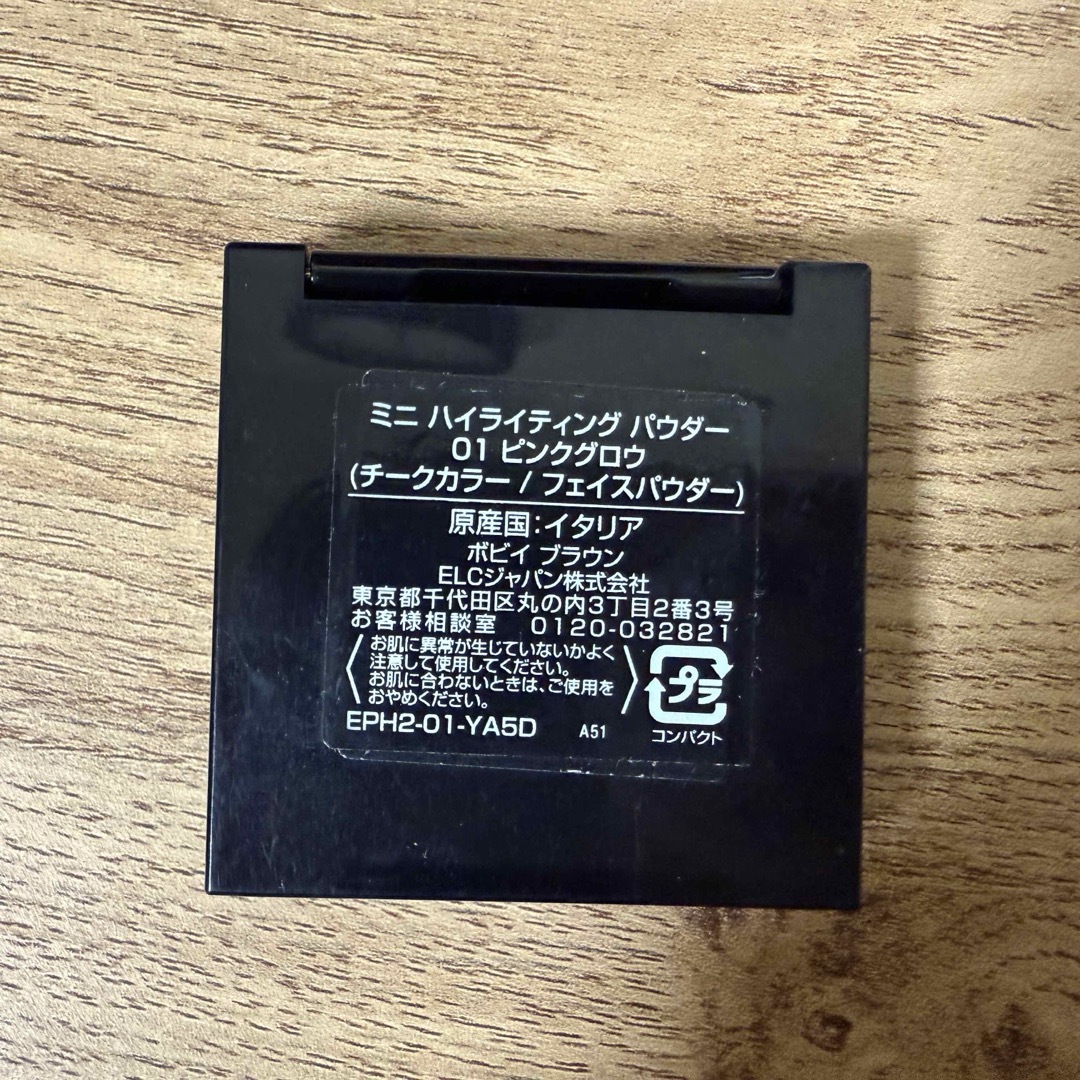 ミニ ハイライティング パウダー
01 ピンクグロウ
(チークカラー / フェイスパウダー)
原産国:イタリア
ボビイ ブラウン
ELCジャパン株式会社
東京都千代田区丸の内3丁目2番3号
お客様相談室 0120-032821
お肌に異常が生じていないかよく
注意して使用してください。
お肌に合わないときは、ご使用を
おやめください。
プラ
EPH2-01-YA5D A51 コンパクト